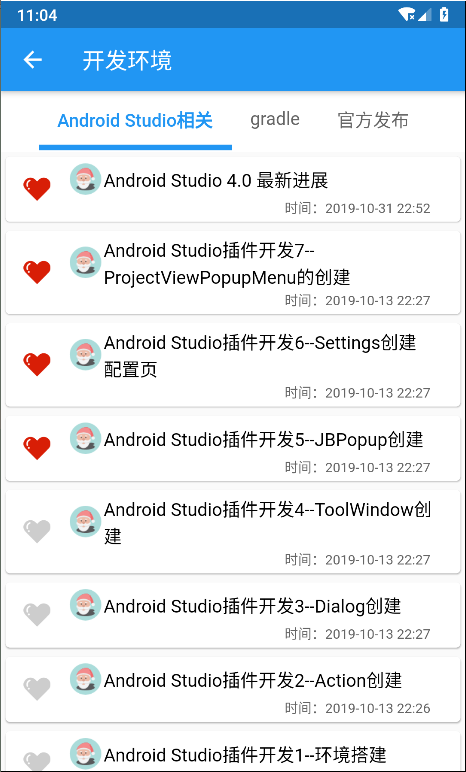 11:04
开发环境
Android Studio相关 gradle 官方发布
Android Studio 4.0 最新进展
时间：2019-10-31 22:52
Android Studio插件开发7--
ProjectViewPopupMenu的创建
时间：2019-10-13 22:27
Android Studio插件开发6--Settings创建
配置页
时间：2019-10-13 22:27
Android Studio插件开发5--JBPopup创建
时间：2019-10-13 22:27
Android Studio插件开发4--ToolWindow创
建
时间：2019-10-13 22:27
Android Studio插件开发3--Dialog创建
时间：2019-10-13 22:27
Android Studio插件开发2--Action创建
时间：2019-10-13 22:26
Android Studio插件开发1--环境搭建